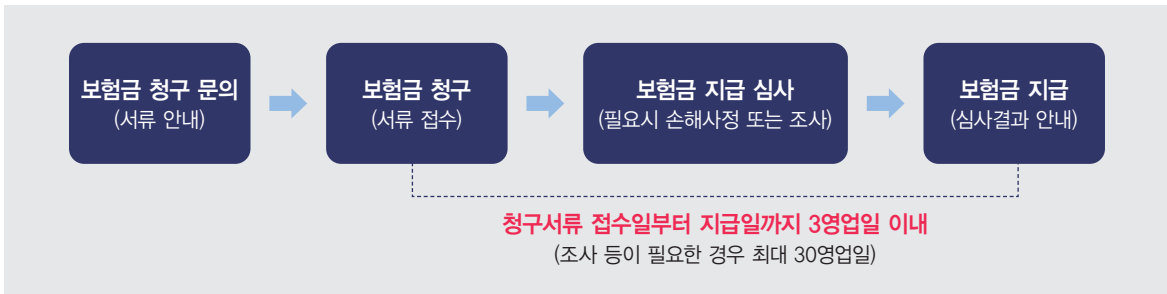 보험금 청구 문의
(서류 안내)
보험금 청구
(서류 접수)
보험금 지급 심사
(필요시 손해사정 또는 조사)
보험금 지급
(심사결과 안내)
청구서류 접수일부터 지급일까지 3영업일 이내
(조사 등이 필요한 경우 최대 30영업일)